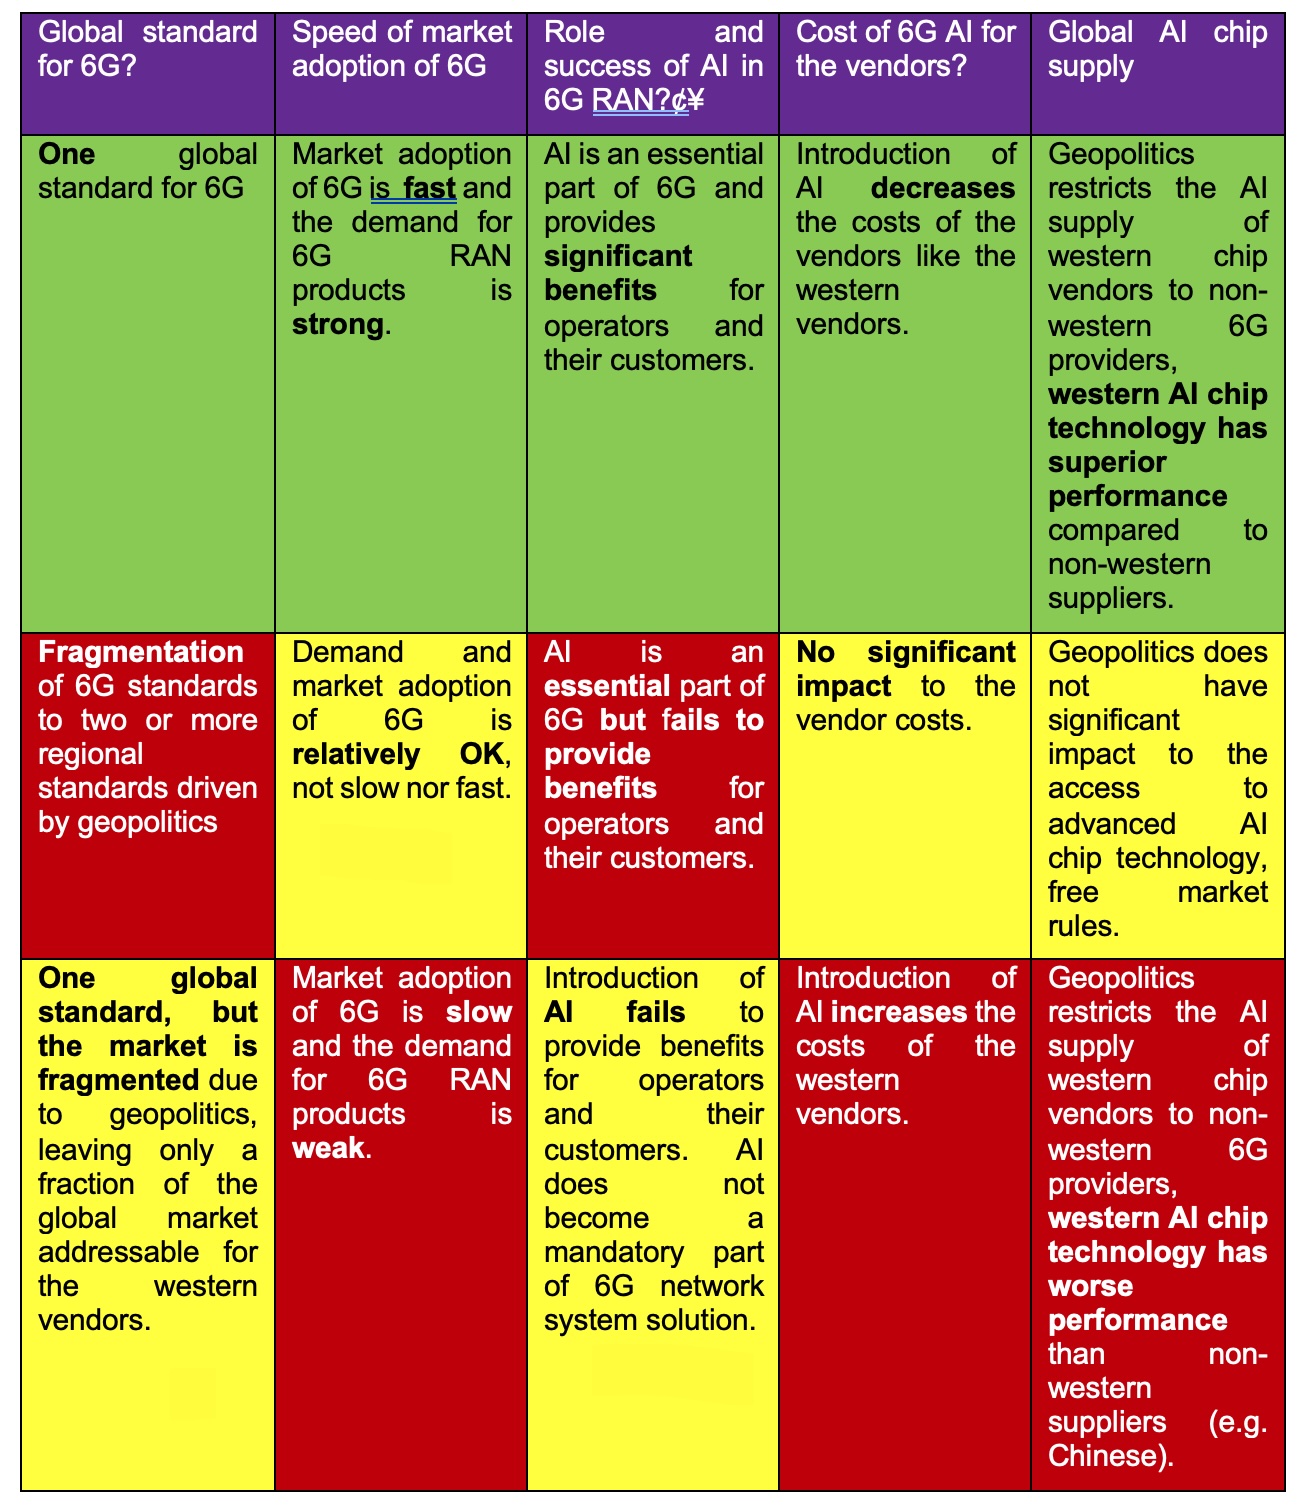 Global standard
for 6G?
Speed of market
adoption of 6G
Role and
success of AI in
6G RAN?¢¥
Cost of 6G AI for
the vendors?
Global AI chip
supply
One global
standard for 6G
Market adoption
of 6G is fast and
the demand for
6G RAN
products is
strong.
AI is an essential
part of 6G and
provides
significant
benefits for
operators and
their customers.
Introduction of
AI decreases
the costs of the
vendors like the
western
vendors.
Geopolitics
restricts the AI
supply of
western chip
vendors to non-
western 6G
providers,
western AI chip
technology has
superior
performance
compared to
non-western
suppliers.
Fragmentation
of 6G standards
to two or more
regional
standards driven
by geopolitics
Demand and
market adoption
of 6G is
relatively OK,
not slow nor fast.
AI is an
essential part of
6G but fails to
provide
benefits for
operators and
their customers.
No significant
impact to the
vendor costs.
Geopolitics does
not have
significant
impact to the
access to
advanced AI
chip technology,
free market
rules.
One global
standard, but
the market is
fragmented due
to geopolitics,
leaving only a
fraction of the
global market
addressable for
the western
vendors.
Market adoption
of 6G is slow
and the demand
for 6G RAN
products is
weak.
Introduction of
AI fails to
provide benefits
for operators
and their
customers. AI
does not
become a
mandatory part
of 6G network
system solution.
Introduction of
AI increases the
costs of the
western
vendors.
Geopolitics
restricts the AI
supply of
western chip
vendors to non-
western 6G
providers,
western AI chip
technology has
worse
performance
than non-
western
suppliers (e.g.
Chinese).